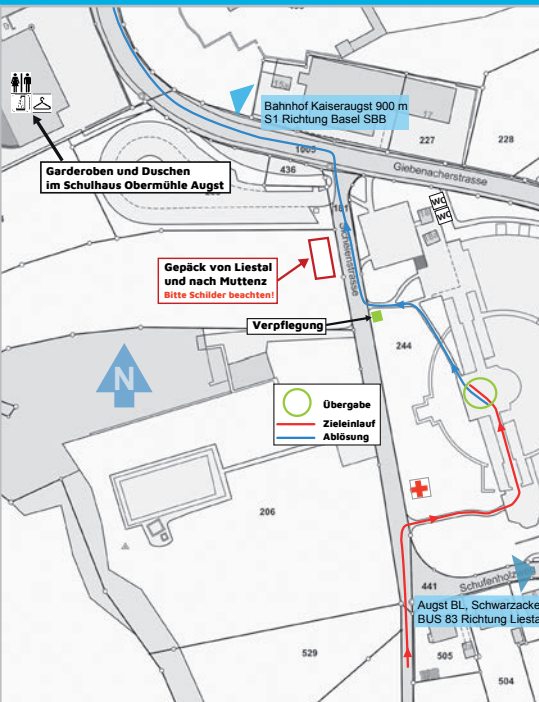 Bahnhof Kaiseraugst 900 m
S1 Richtung Basel SBB
17
227
228
1005
Giebenacherstrasse
436
Garderoben und Duschen
im Schulhaus Obermühle Augst
181
WC
WC
Sichelenstrasse
Gepäck von Liestal
und nach Muttenz
Bitte Schilder beachten!
Verpflegung
244
N
Übergabe
Zieleinlauf
Ablösung
206
441
Augst BL, Schwarzacke
BUS 83 Richtung Liesta
529
505
504